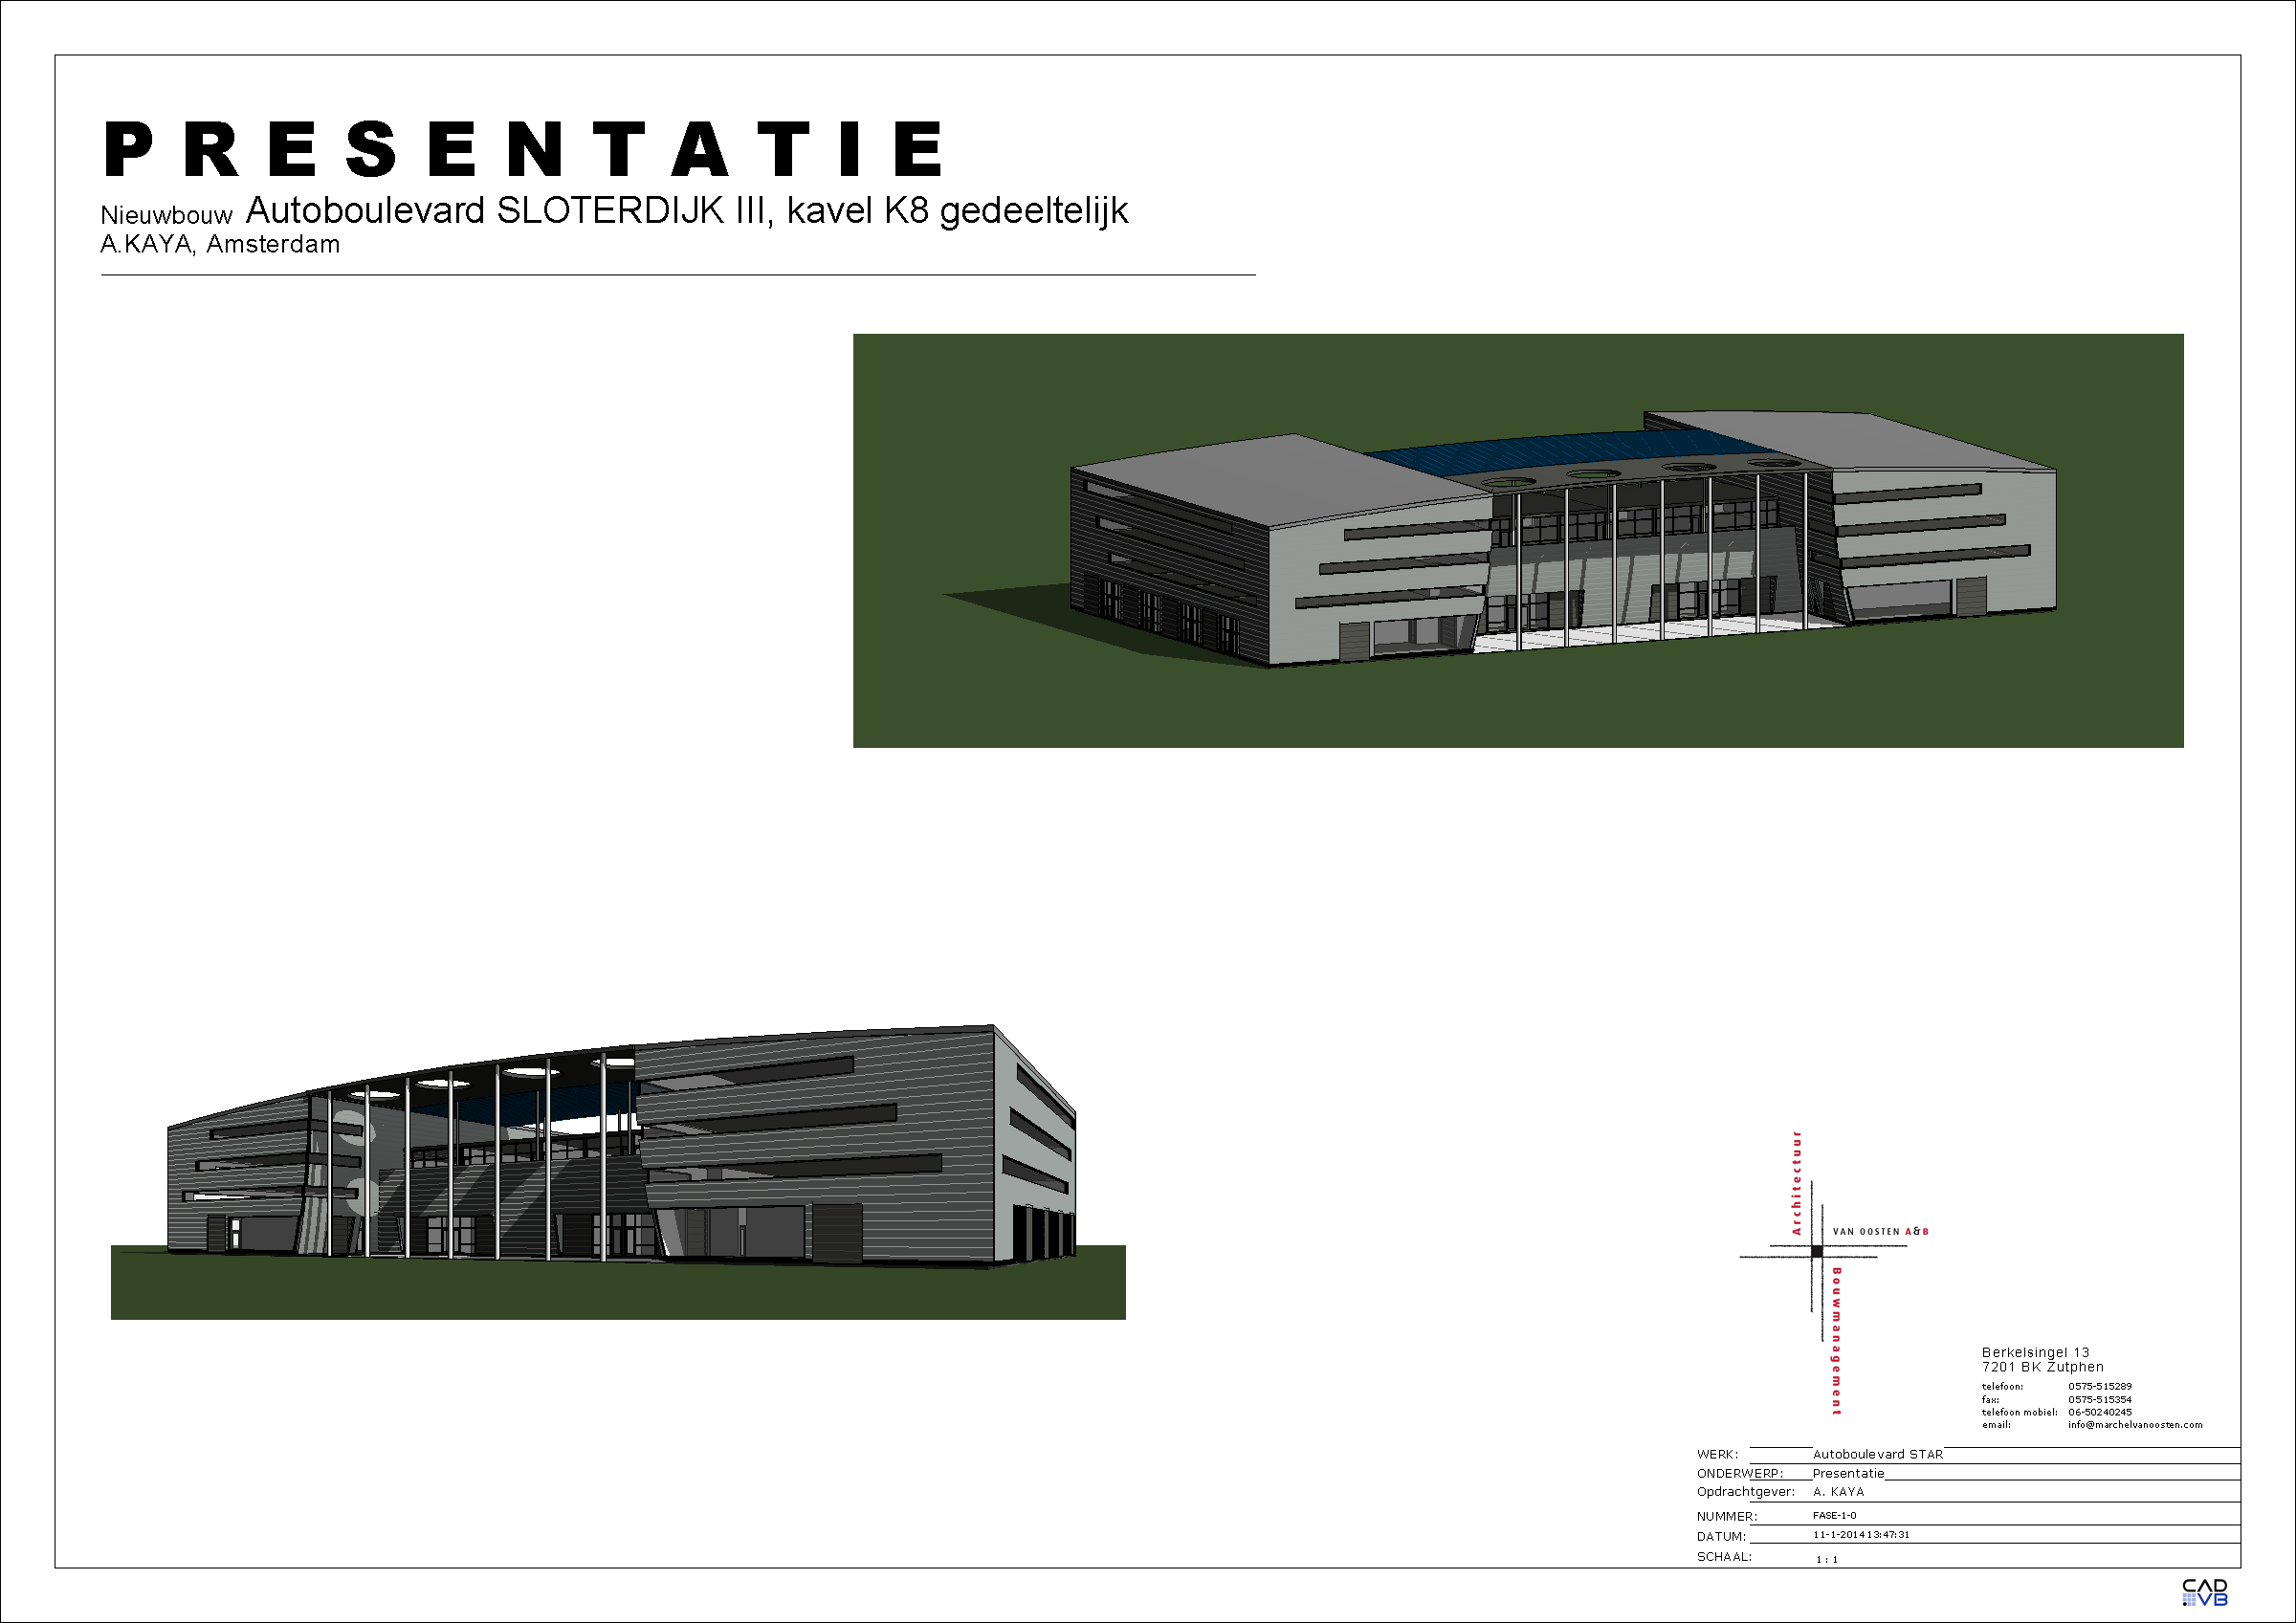 PRESENTATIE
Nieuwbouw Autoboulevard SLOTERDIJK III, kavel K8 gedeeltelijk
A.KAYA, Amsterdam
Architectuur
VAN OOSTEN A&B
Bouwmanagement
Berkelsingel 13
7201 BK Zutphen
telefoon: 0575-515289
fax: 0575-515354
telefoon mobiel: 06-50240245
email: info@marchelvanoosten.com
WERK: Autoboulevard STAR
ONDERWERP: Presentatie
Opdrachtgever: A. KAYA
NUMMER: FASE-1-0
DATUM: 11-1-2014 13:47:31
SCHAAL: 1 : 1
CAD
VB